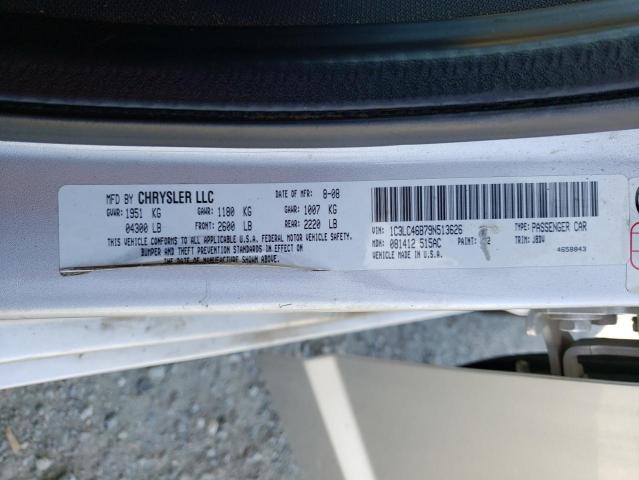 MFD BY CHRYSLER LLC DATE OF MFR 8-08
GVWR: 1951 KG GAWR: 1180 KG GAWR: 1007 KG
04300 LB FRONT: 2600 LB REAR: 2220 LB
THIS VEHICLE CONFORMS TO ALL APPLICABLE U.S.A. FEDERAL MOTOR VEHICLE SAFETY,
BUMPER AND THEFT PREVENTION STANDARDS IN EFFECT ON
THE DATE OF MANUFACTURE SHOWN ABOVE.
VIN: 1C3LC46B79N513626 TYPE: PASSENGER CAR
MDH: 081412 515AC PAINT: TRIM:
VEHICLE MADE IN U.S.A. 4658843